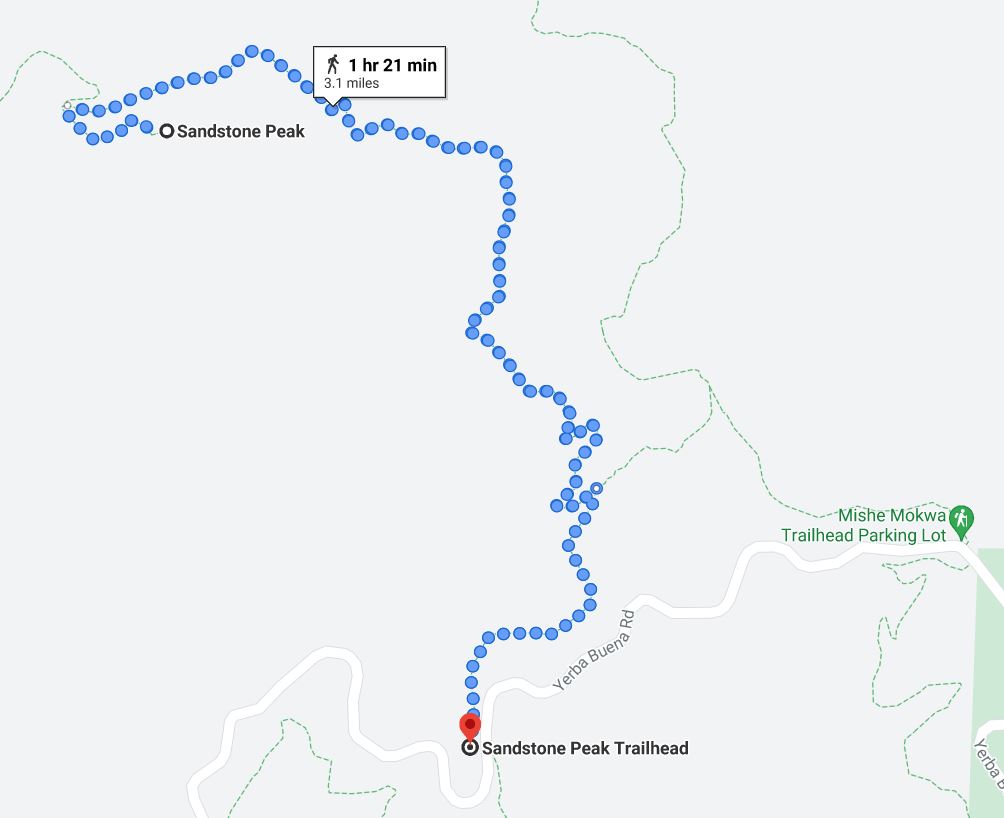 1 hr 21 min
3.1 miles
Sandstone Peak
Mishe Mokwa
Trailhead Parking Lot
Yerba Buena Rd
Sandstone Peak Trailhead
Yerba B